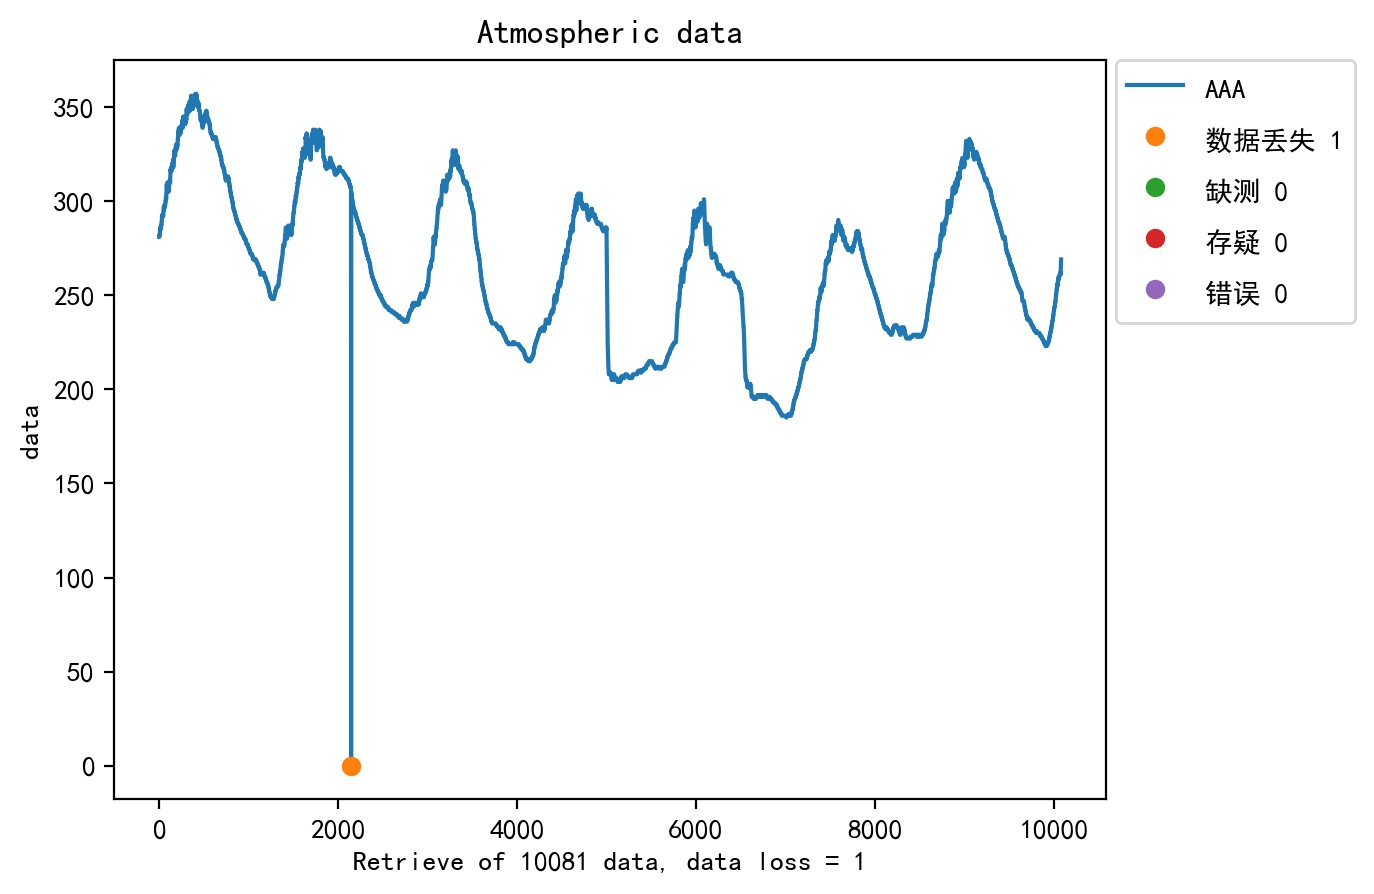 Atmospheric data
350
300
250
200
150
100
50
0
data
0 2000 4000 6000 8000 10000
Retrieve of 10081 data, data loss = 1
AAA
数据丢失 1
缺测 0
存疑 0
错误 0